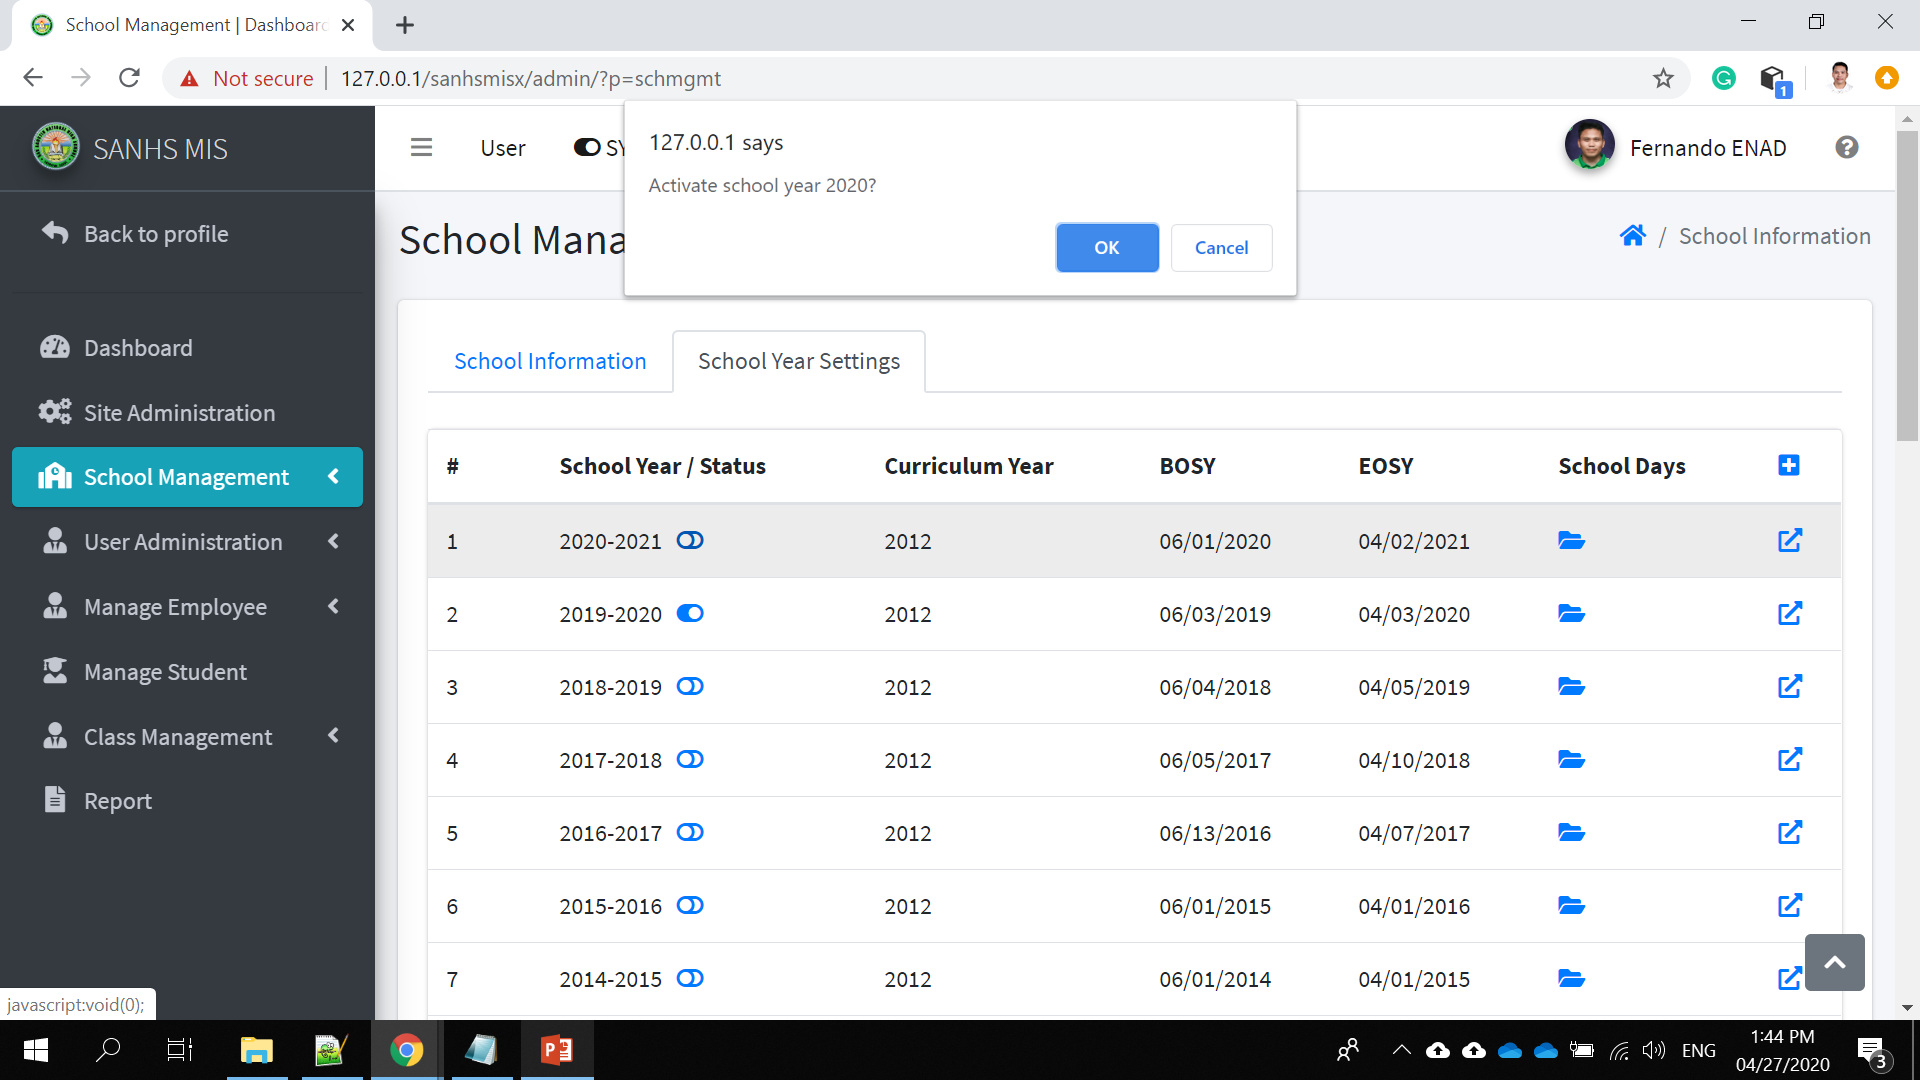 School Management | Dashboard
Not secure
127.0.0.1/sanhsmisx/admin/?p=schmgmt
1
SANHS MIS
User
SY
Fernando ENAD
127.0.0.1 says
Activate school year 2020?
OK
Cancel
Back to profile
Dashboard
Site Administration
School Management
User Administration
Manage Employee
Manage Student
Class Management
Report
School Mana
/ School Information
School Information
School Year Settings
# School Year / Status Curriculum Year BOSY EOSY School Days
1 2020-2021 2012 06/01/2020 04/02/2021
2 2019-2020 2012 06/03/2019 04/03/2020
3 2018-2019 2012 06/04/2018 04/05/2019
4 2017-2018 2012 06/05/2017 04/10/2018
5 2016-2017 2012 06/13/2016 04/07/2017
6 2015-2016 2012 06/01/2015 04/01/2016
7 2014-2015 2012 06/01/2014 04/01/2015
javascript:void(0);
ENG
1:44 PM
04/27/2020
3